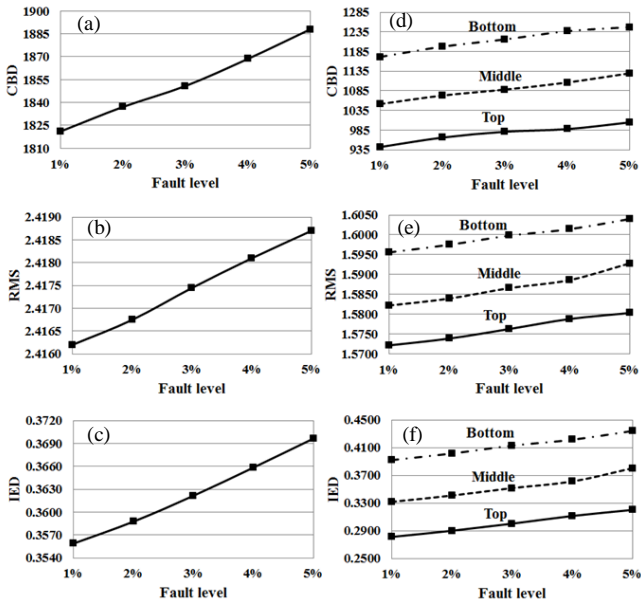 (a)
CBD
1900
1885
1870
1855
1840
1825
1810
1% 2% 3% 4% 5%
Fault level
(d)
CBD
1285
1235
1185
1135
1085
1035
985
935
Bottom
Middle
Top
1% 2% 3% 4% 5%
Fault level
(b)
RMS
2.4190
2.4185
2.4180
2.4175
2.4170
2.4165
2.4160
1% 2% 3% 4% 5%
Fault level
(e)
RMS
1.6050
1.6000
1.5950
1.5900
1.5850
1.5800
1.5750
1.5700
Bottom
Middle
Top
1% 2% 3% 4% 5%
Fault level
(c)
IED
0.3720
0.3690
0.3660
0.3630
0.3600
0.3570
0.3540
1% 2% 3% 4% 5%
Fault level
(f)
IED
0.4500
0.4100
0.3700
0.3300
0.2900
0.2500
Bottom
Middle
Top
1% 2% 3% 4% 5%
Fault level